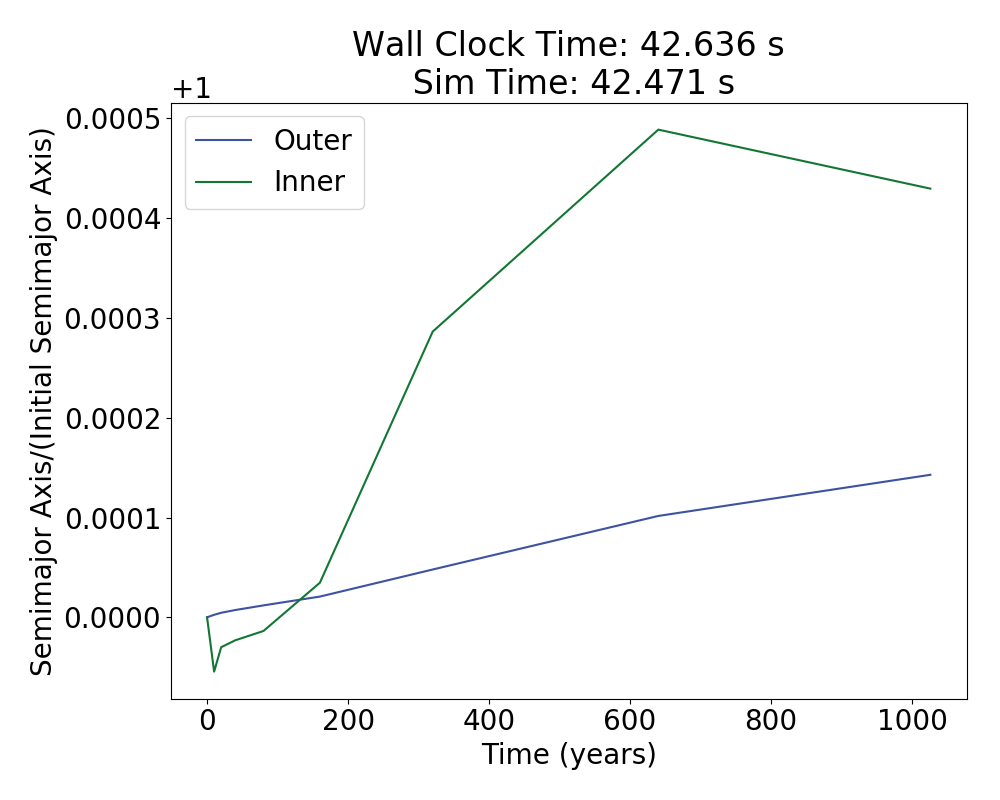 Wall Clock Time: 42.636 s
Sim Time: 42.471 s
+1
0.0005
0.0004
0.0003
0.0002
0.0001
0.0000
Semimajor Axis/(Initial Semimajor Axis)
Outer
Inner
0 200 400 600 800 1000
Time (years)